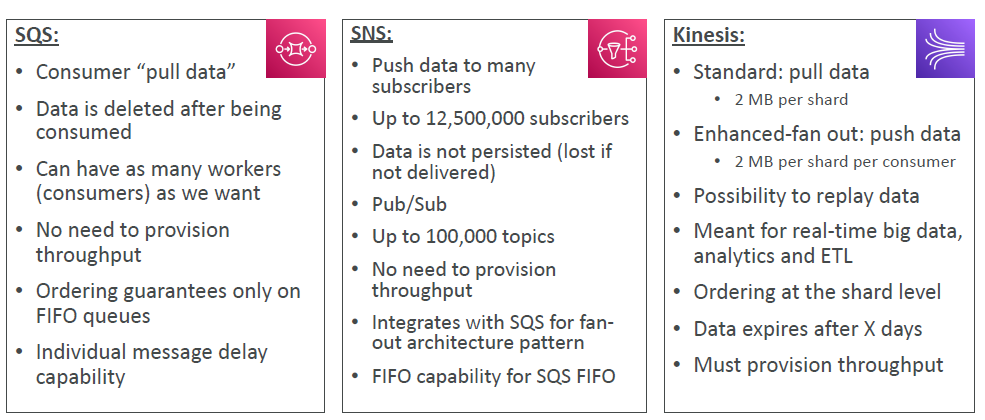 SQS:
• Consumer “pull data”
• Data is deleted after being
consumed
• Can have as many workers
(consumers) as we want
• No need to provision
throughput
• Ordering guarantees only on
FIFO queues
• Individual message delay
capability
SNS:
• Push data to many
subscribers
• Up to 12,500,000 subscribers
• Data is not persisted (lost if
not delivered)
• Pub/Sub
• Up to 100,000 topics
• No need to provision
throughput
• Integrates with SQS for fan-
out architecture pattern
• FIFO capability for SQS FIFO
Kinesis:
• Standard: pull data
• 2 MB per shard
• Enhanced-fan out: push data
• 2 MB per shard per consumer
• Possibility to replay data
• Meant for real-time big data,
analytics and ETL
• Ordering at the shard level
• Data expires after X days
• Must provision throughput